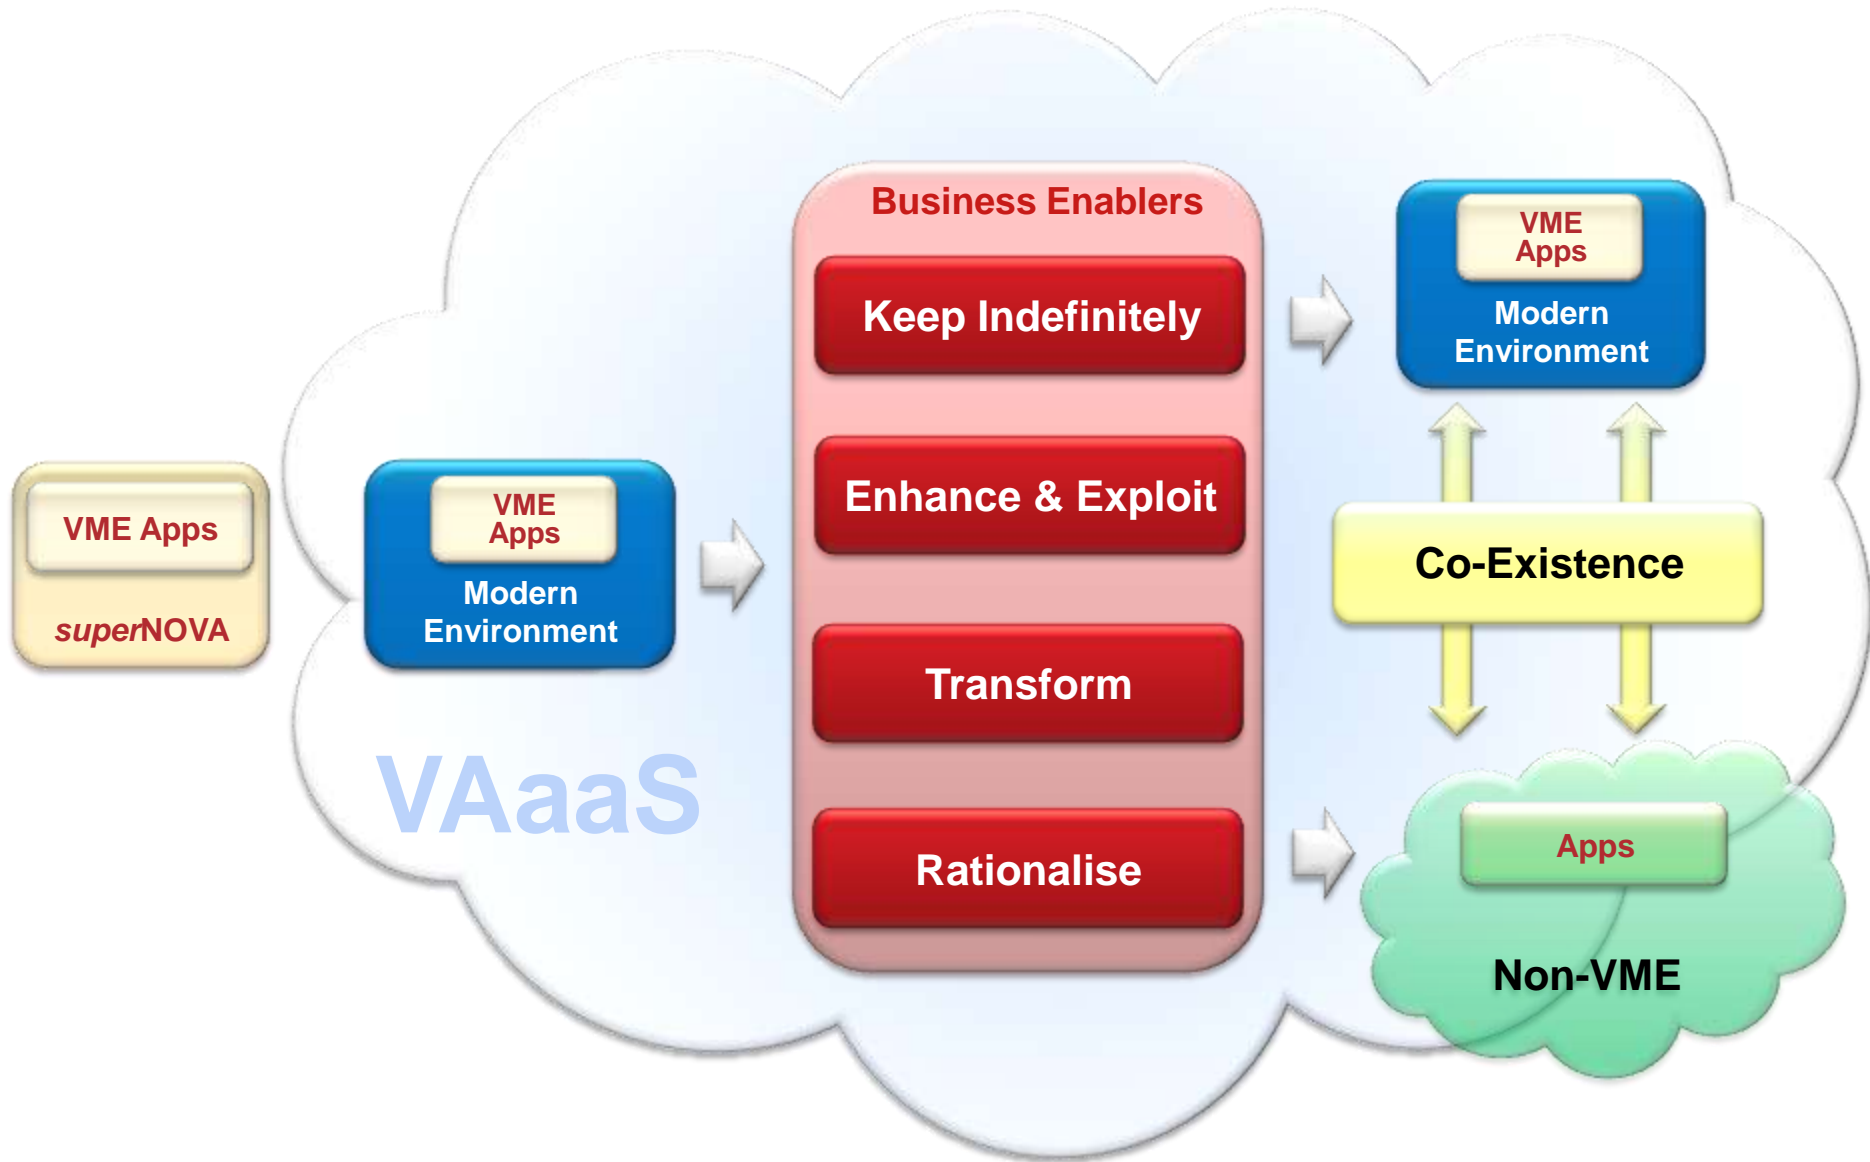 VME Apps
superNOVA
VME
Apps
Modern
Environment
VAaaS
Business Enablers
Keep Indefinitely
Enhance & Exploit
Transform
Rationalise
VME
Apps
Modern
Environment
Co-Existence
Apps
Non-VME